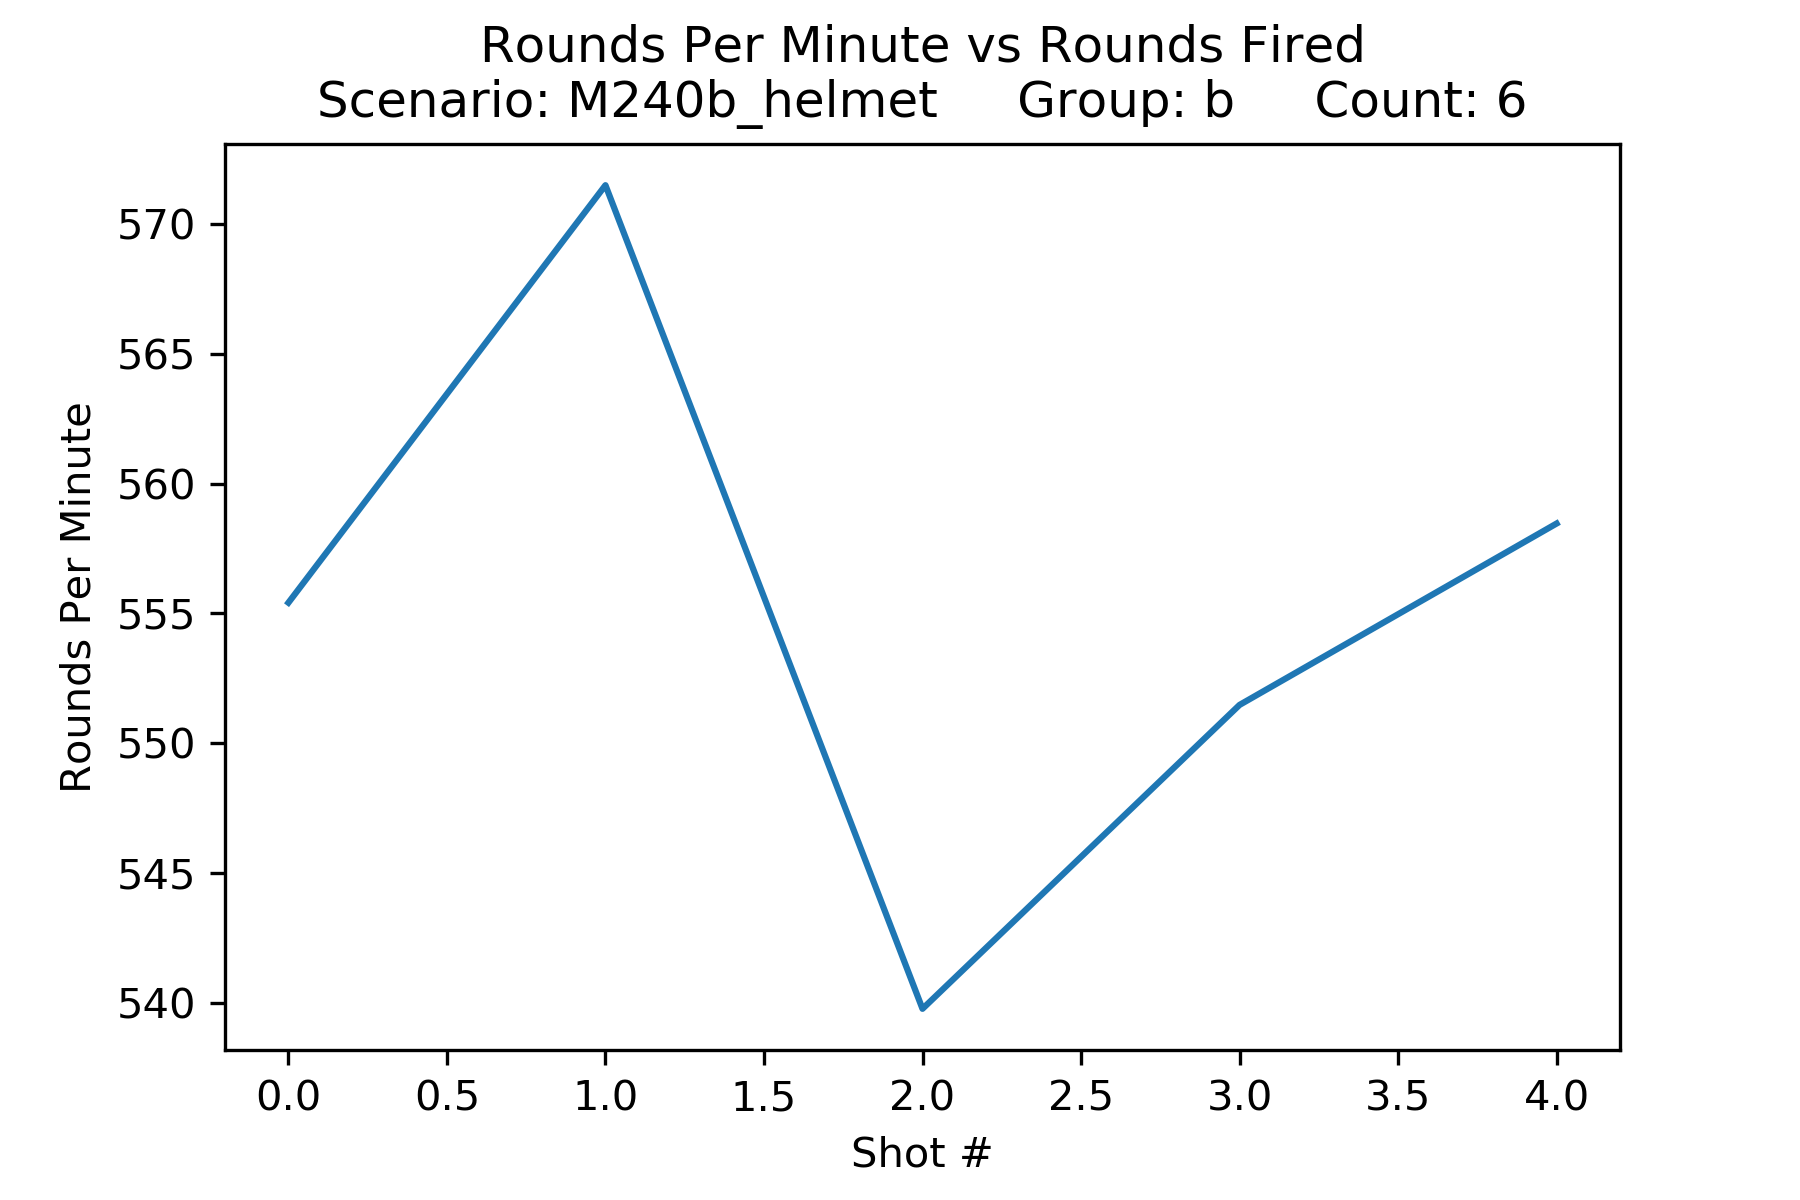 Rounds Per Minute vs Rounds Fired
Scenario: M240b_helmet     Group: b     Count: 6
570
565
560
555
550
545
540
Rounds Per Minute
0.0 0.5 1.0 1.5 2.0 2.5 3.0 3.5 4.0
Shot #